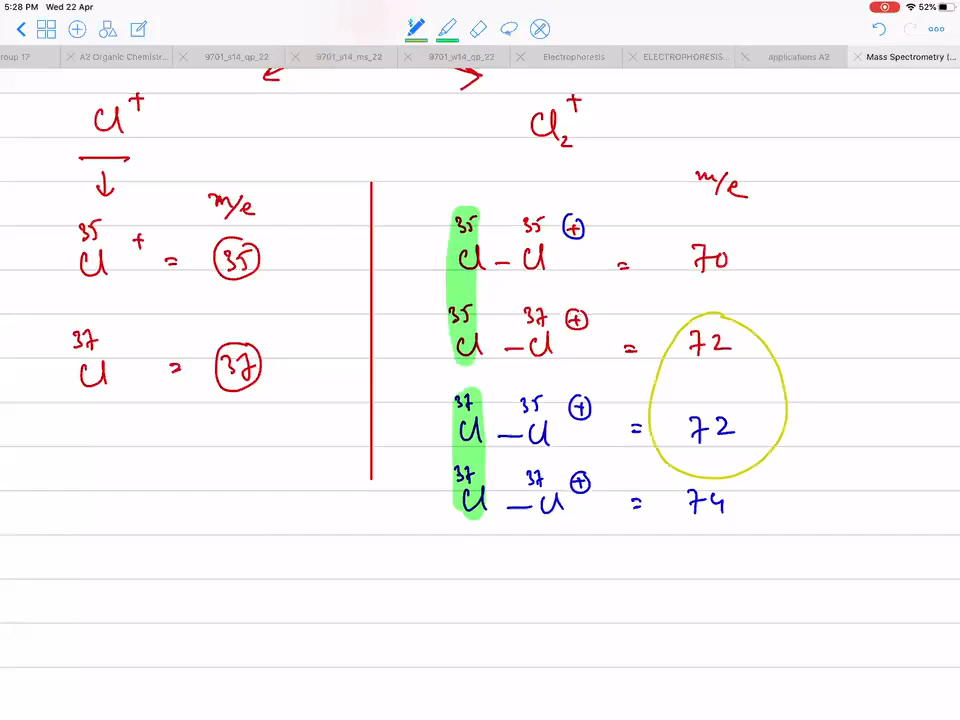 5:28 PM Wed 22 Apr 52%
roup 17 A2 Organic Chemistr... 9701_s14_qp_22 9701_s14_ms_22 9701_w14_qp_22 Electrophoresis ELECTROPHORESIS... applications A2 Mass Spectrometry (...
Cl+
Cl2+
m/e
m/e
35Cl+ = 35
37Cl = 37
35Cl – 35Cl + = 70
35Cl – 37Cl + = 72
37Cl – 35Cl + = 72
37Cl – 37Cl + = 74